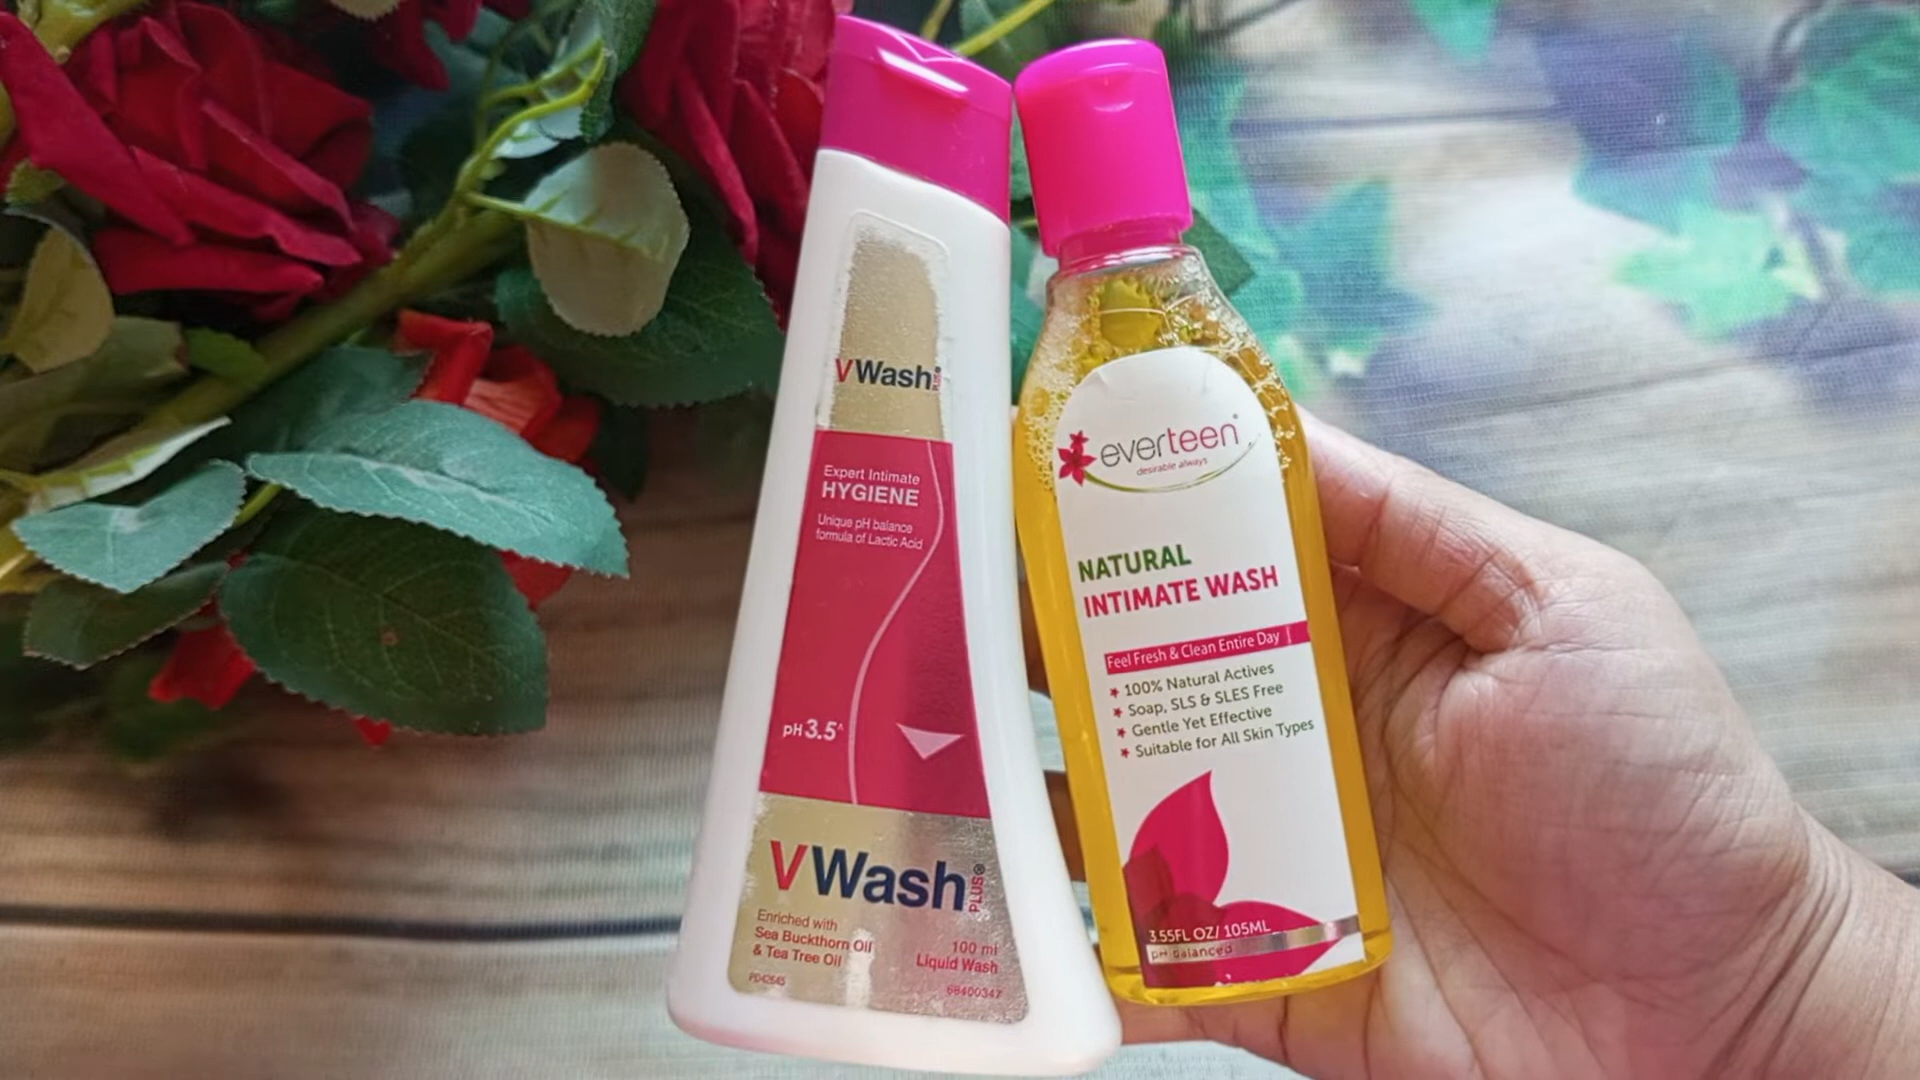 VWash PLUS®
Expert Intimate
HYGIENE
Unique pH balance
formula of Lactic Acid
pH 3.5^
VWash PLUS®
Enriched with
Sea Buckthorn Oil
& Tea Tree Oil
100 ml
Liquid Wash
PD42645
68400347
everteen®
desirable always
NATURAL
INTIMATE WASH
Feel Fresh & Clean Entire Day
100% Natural Actives
Soap, SLS & SLES Free
Gentle Yet Effective
Suitable for All Skin Types
3.55FL OZ/ 105ML
pH balanced